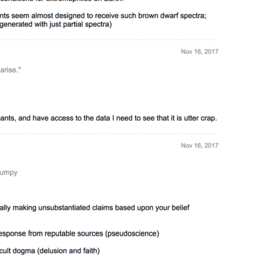 nts seem almost designed to receive such brown dwarf spectra;
generated with just partial spectra)
Nov 16, 2017
arise."
ants, and have access to the data I need to see that it is utter crap.
Nov 16, 2017
umpy
ally making unsubstantiated claims based upon your belief
esponse from reputable sources (pseudoscience)
cult dogma (delusion and faith)